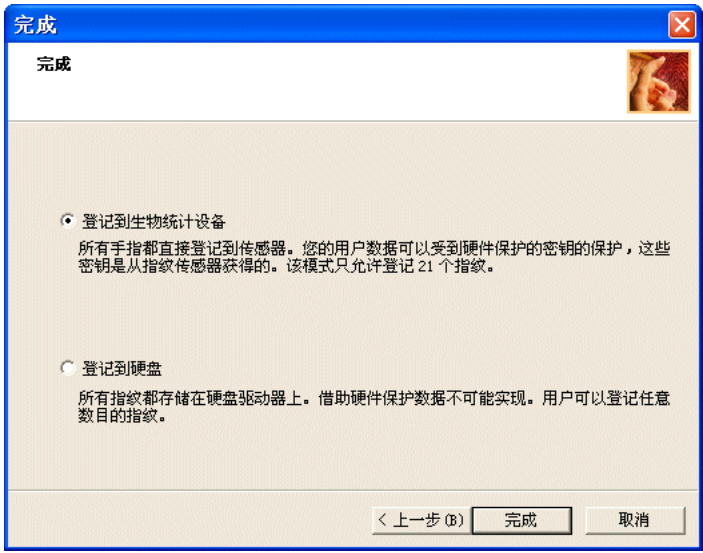 完成
完成
登记到生物统计设备
所有手指都直接登记到传感器。您的用户数据可以受到硬件保护的密钥的保护，这些
密钥是从指纹传感器获得的。该模式只允许登记 21 个指纹。
登记到硬盘
所有指纹都存储在硬盘驱动器上。借助硬件保护数据不可能实现。用户可以登记任意
数目的指纹。
< 上一步(B) 完成 取消